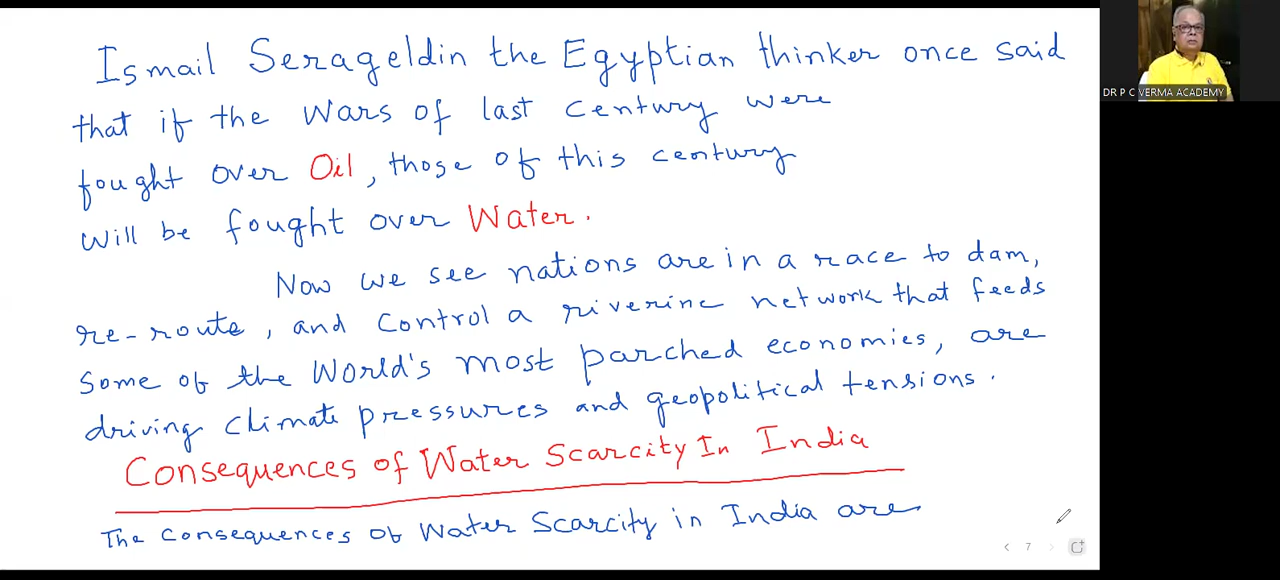 Ismail Serageldin the Egyptian thinker once said
that if the Wars of last century were
fought over Oil, those of this century
will be fought over Water.
Now we see nations are in a race to dam,
re-route, and control a riverine network that feeds
some of the World's most parched economies, are
driving climate pressures and geopolitical tensions.
Consequences of Water Scarcity In India
The consequences of Water Scarcity in India are
DR P C VERMA ACADEMY
7